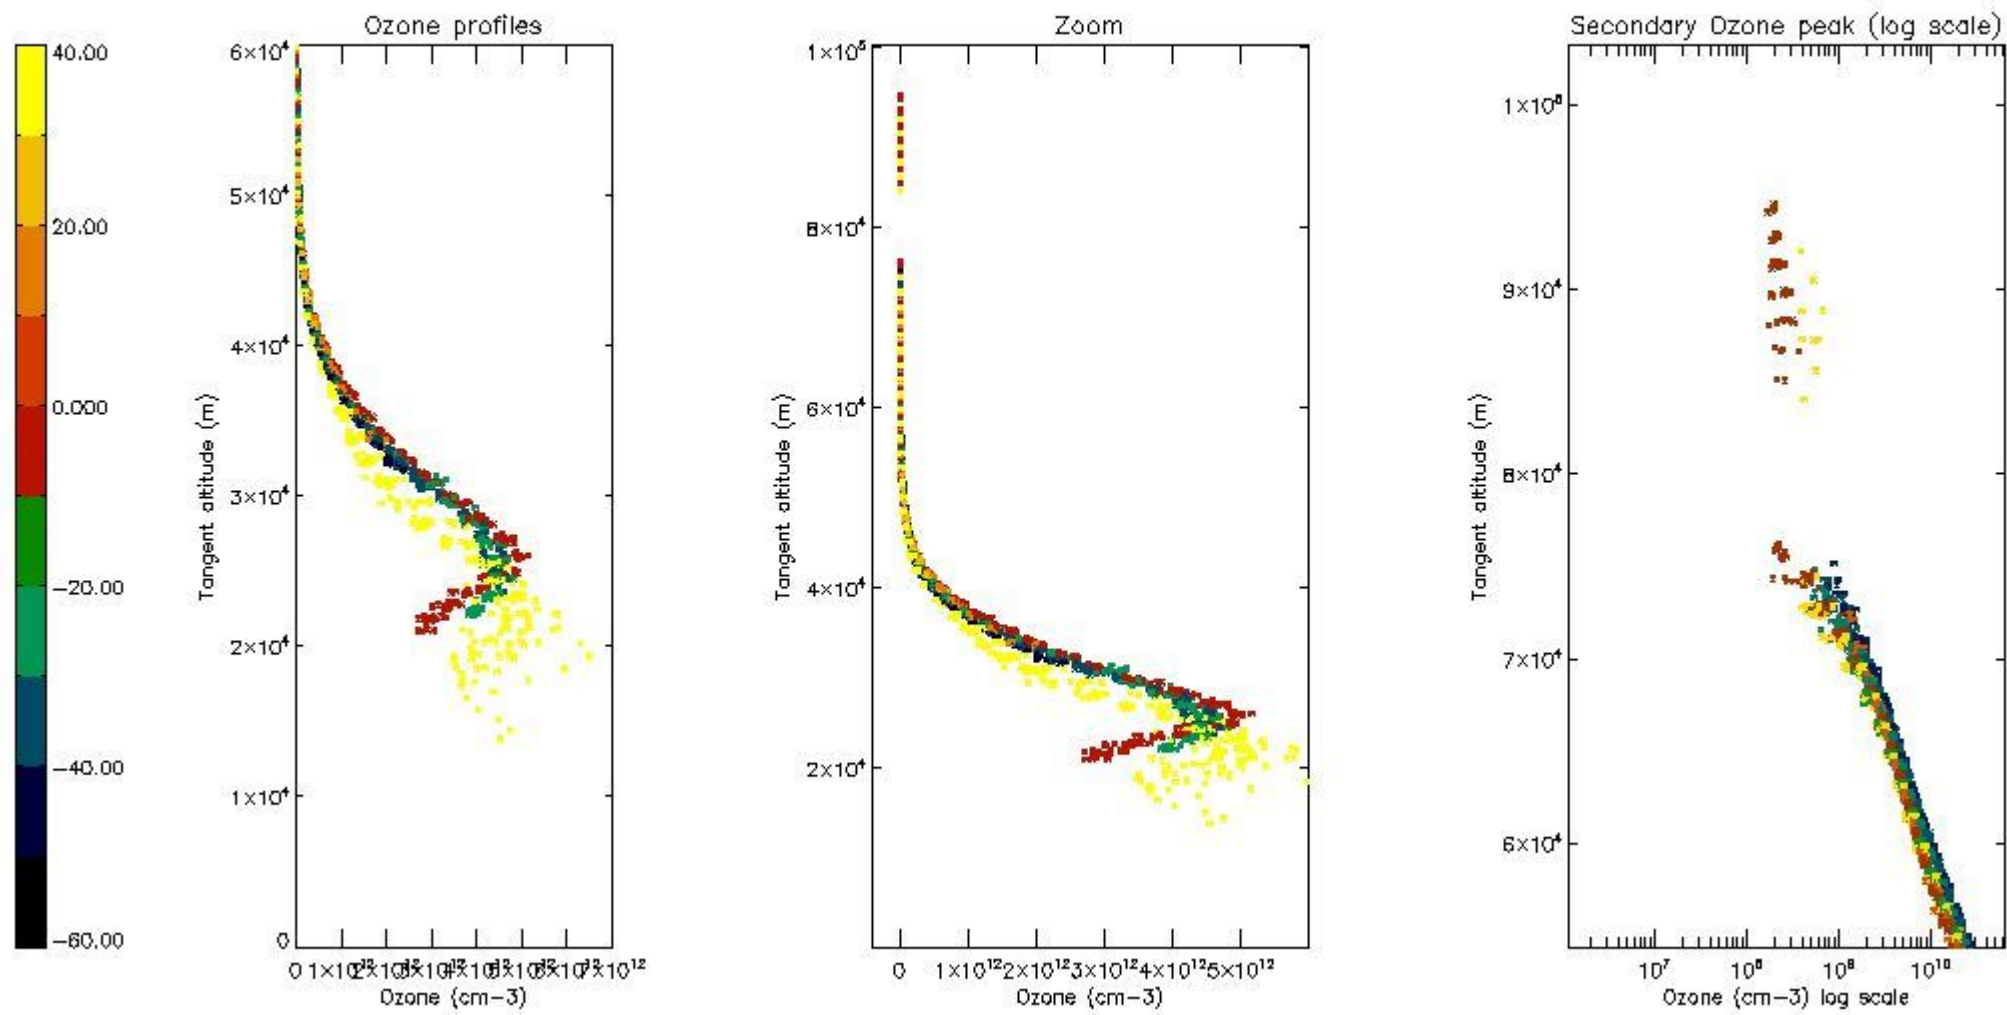 Ozone profiles
Zoom
Secondary Ozone peak (log scale)
40.00
20.00
0.000
−20.00
−40.00
−60.00
Tangent altitude (m)
6×10⁴
5×10⁴
4×10⁴
3×10⁴
2×10⁴
1×10⁴
0
Ozone (cm−3)
Tangent altitude (m)
1×10⁵
8×10⁴
6×10⁴
4×10⁴
2×10⁴
0 1×10¹² 2×10¹² 3×10¹² 4×10¹² 5×10¹²
Ozone (cm−3)
Tangent altitude (m)
9×10⁴
8×10⁴
7×10⁴
6×10⁴
10⁷ 10⁸ 10⁹ 10¹⁰
Ozone (cm−3) log scale